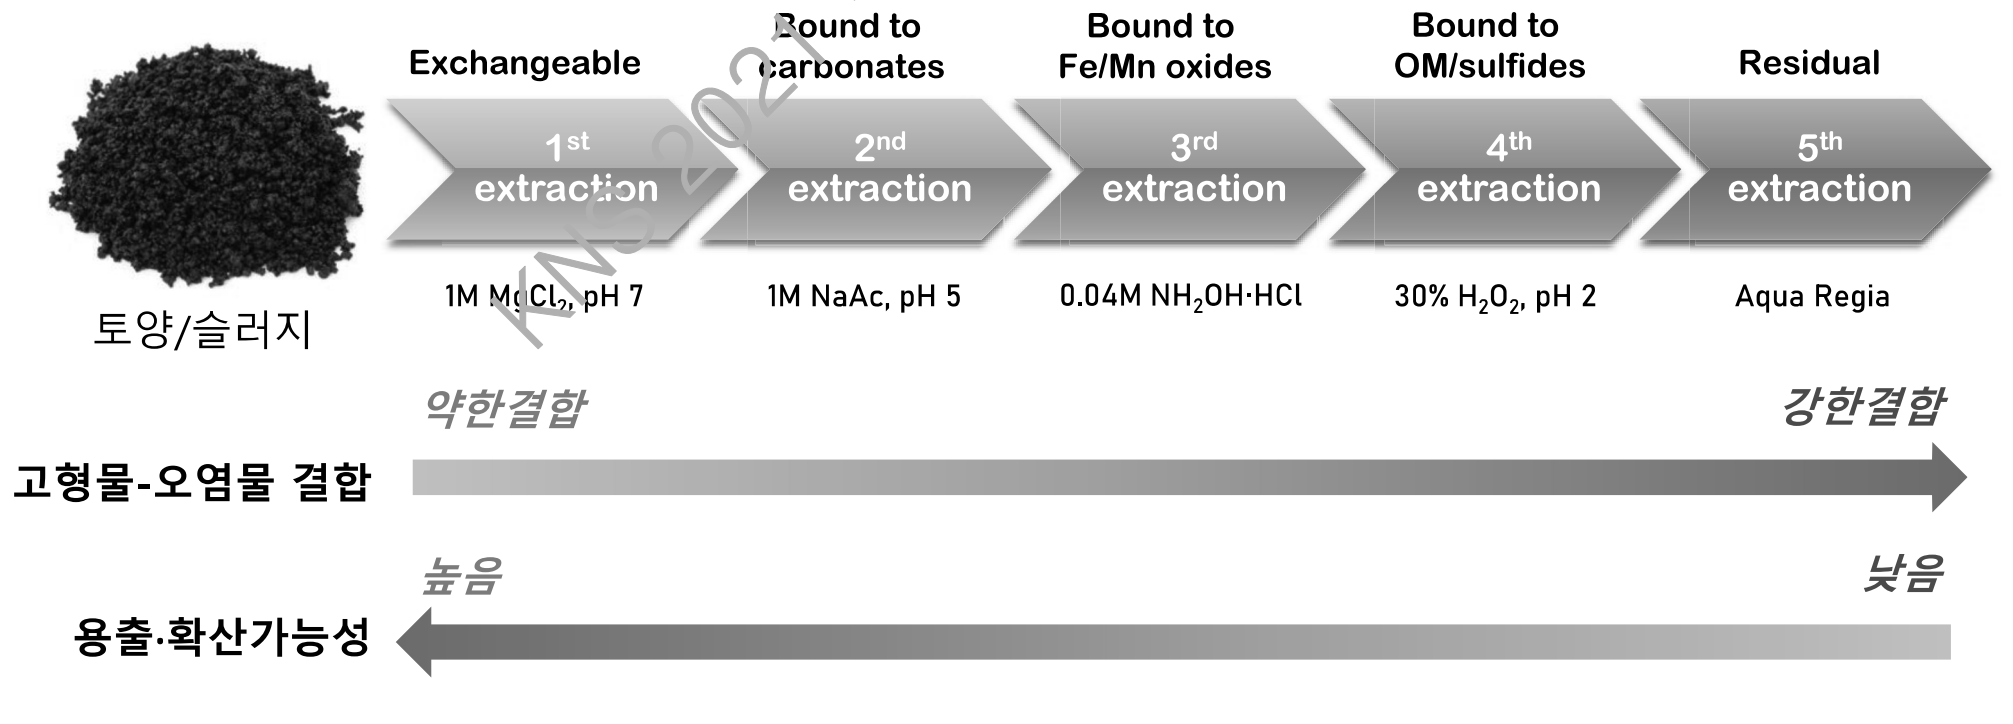 Exchangeable
Bound to
carbonates
Bound to
Fe/Mn oxides
Bound to
OM/sulfides
Residual
1st
extraction
2nd
extraction
3rd
extraction
4th
extraction
5th
extraction
1M MgCl₂, pH 7
1M NaAc, pH 5
0.04M NH₂OH·HCl
30% H₂O₂, pH 2
Aqua Regia
토양/슬러지
KNS 2021
약한결합
강한결합
고형물-오염물 결합
높음
낮음
용출·확산가능성